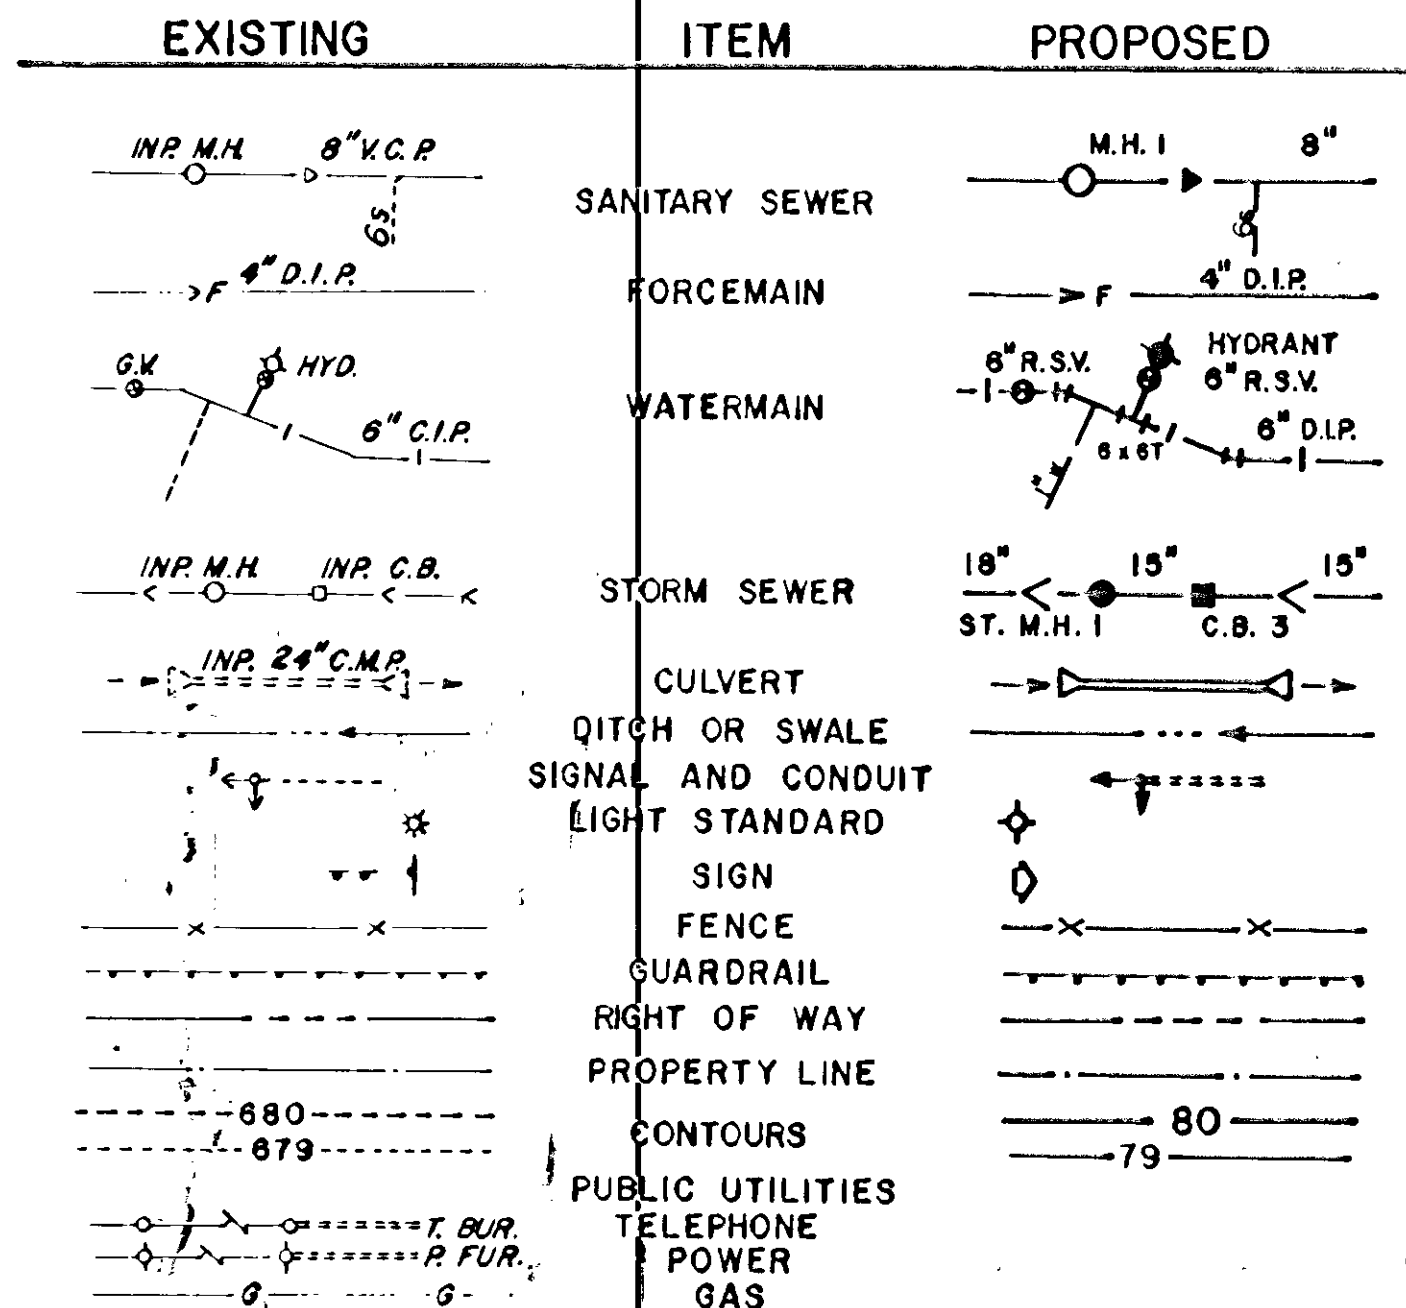 EXISTING ITEM PROPOSED
INP. M.H. 8" V.C.P. M.H. 1 8"
SANITARY SEWER
6S 6S
4" D.I.P. 4" D.I.P.
F FORCEMAIN F
HYDRANT
G.V. HYD. 6" R.S.V. 6" R.S.V.
WATERMAIN
6" C.I.P. 6" D.I.P.
6 x 6T
INP. M.H. INP. C.B. 18" 15" 15"
STORM SEWER
ST. M.H. 1 C.B. 3
INP. 24" C.M.P.
CULVERT
DITCH OR SWALE
SIGNAL AND CONDUIT
LIGHT STANDARD
SIGN
FENCE
GUARDRAIL
RIGHT OF WAY
PROPERTY LINE
680 80
CONTOURS
679 79
PUBLIC UTILITIES
T. BUR. TELEPHONE
P. FUR. POWER
G G GAS